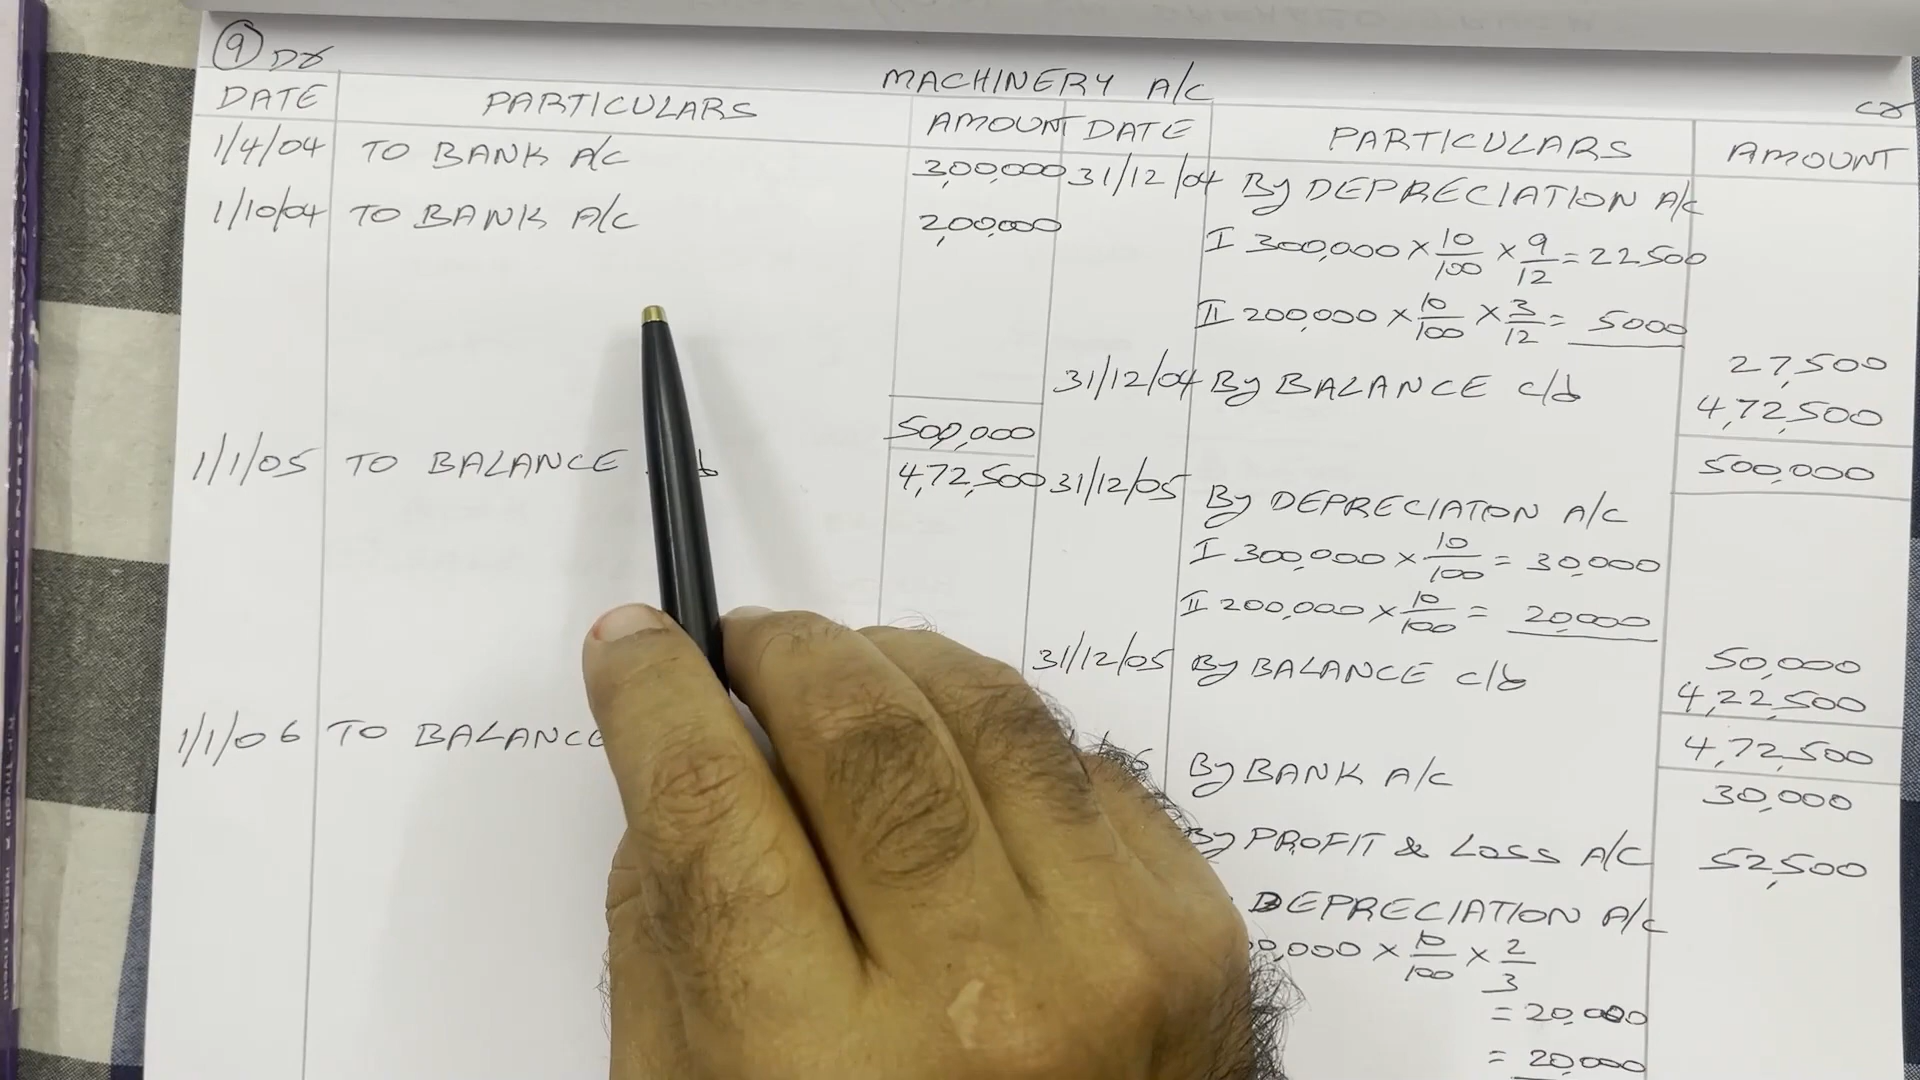 9 Dr
MACHINERY A/C
Cr
DATE PARTICULARS AMOUNT DATE PARTICULARS AMOUNT
1/4/04 TO BANK A/C 3,00,000 31/12/04 By DEPRECIATION A/C
1/10/04 TO BANK A/C 2,00,000
I 300,000 × 10/100 × 9/12 = 22500
II 200,000 × 10/100 × 3/12 = 5000
27,500
31/12/04 By BALANCE c/d 4,72,500
500,000 500,000
1/1/05 TO BALANCE 4,72,500 31/12/05 By DEPRECIATON A/C
I 300,000 × 10/100 = 30,000
II 200,000 × 10/100 = 20,000
50,000
31/12/05 By BALANCE c/d 4,22,500
4,72,500
1/1/06 TO BALANCE
By BANK A/C 30,000
By PROFIT & LOSS A/C 52,500
DEPRECIATION A/C
0,000 × 10/100 × 2/3
= 20,000
= 20,000